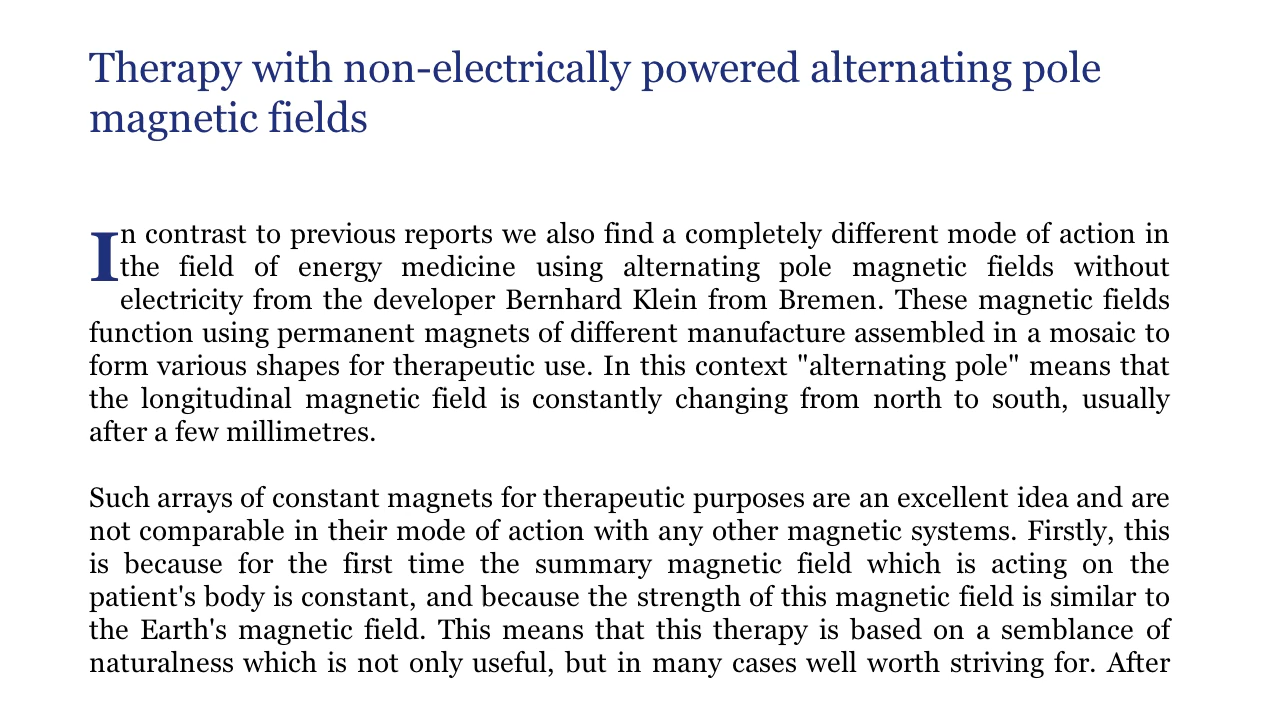 Therapy with non-electrically powered alternating pole
magnetic fields
In contrast to previous reports we also find a completely different mode of action in
the field of energy medicine using alternating pole magnetic fields without
electricity from the developer Bernhard Klein from Bremen. These magnetic fields
function using permanent magnets of different manufacture assembled in a mosaic to
form various shapes for therapeutic use. In this context "alternating pole" means that
the longitudinal magnetic field is constantly changing from north to south, usually
after a few millimetres.
Such arrays of constant magnets for therapeutic purposes are an excellent idea and are
not comparable in their mode of action with any other magnetic systems. Firstly, this
is because for the first time the summary magnetic field which is acting on the
patient's body is constant, and because the strength of this magnetic field is similar to
the Earth's magnetic field. This means that this therapy is based on a semblance of
naturalness which is not only useful, but in many cases well worth striving for. After